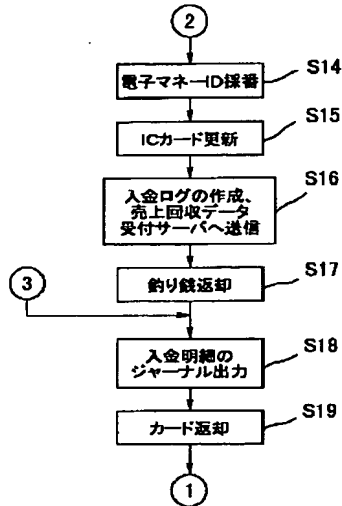 2
電子マネーID採番
S14
ICカード更新
S15
入金ログの作成、
売上回収データ
受付サーバへ送信
S16
釣り銭返却
S17
3
入金明細の
ジャーナル出力
S18
カード返却
S19
1